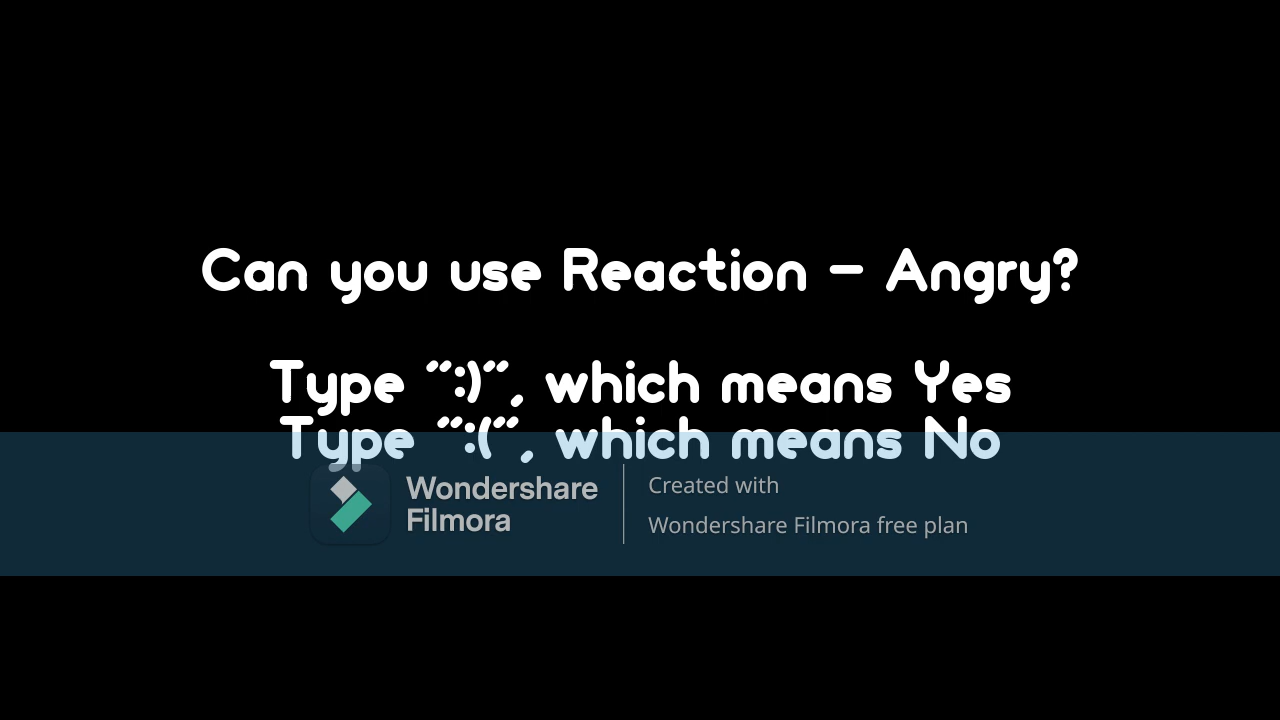 Can you use Reaction - Angry?
Type ":)", which means Yes
Type ":(", which means No
Wondershare
Filmora
Created with
Wondershare Filmora free plan